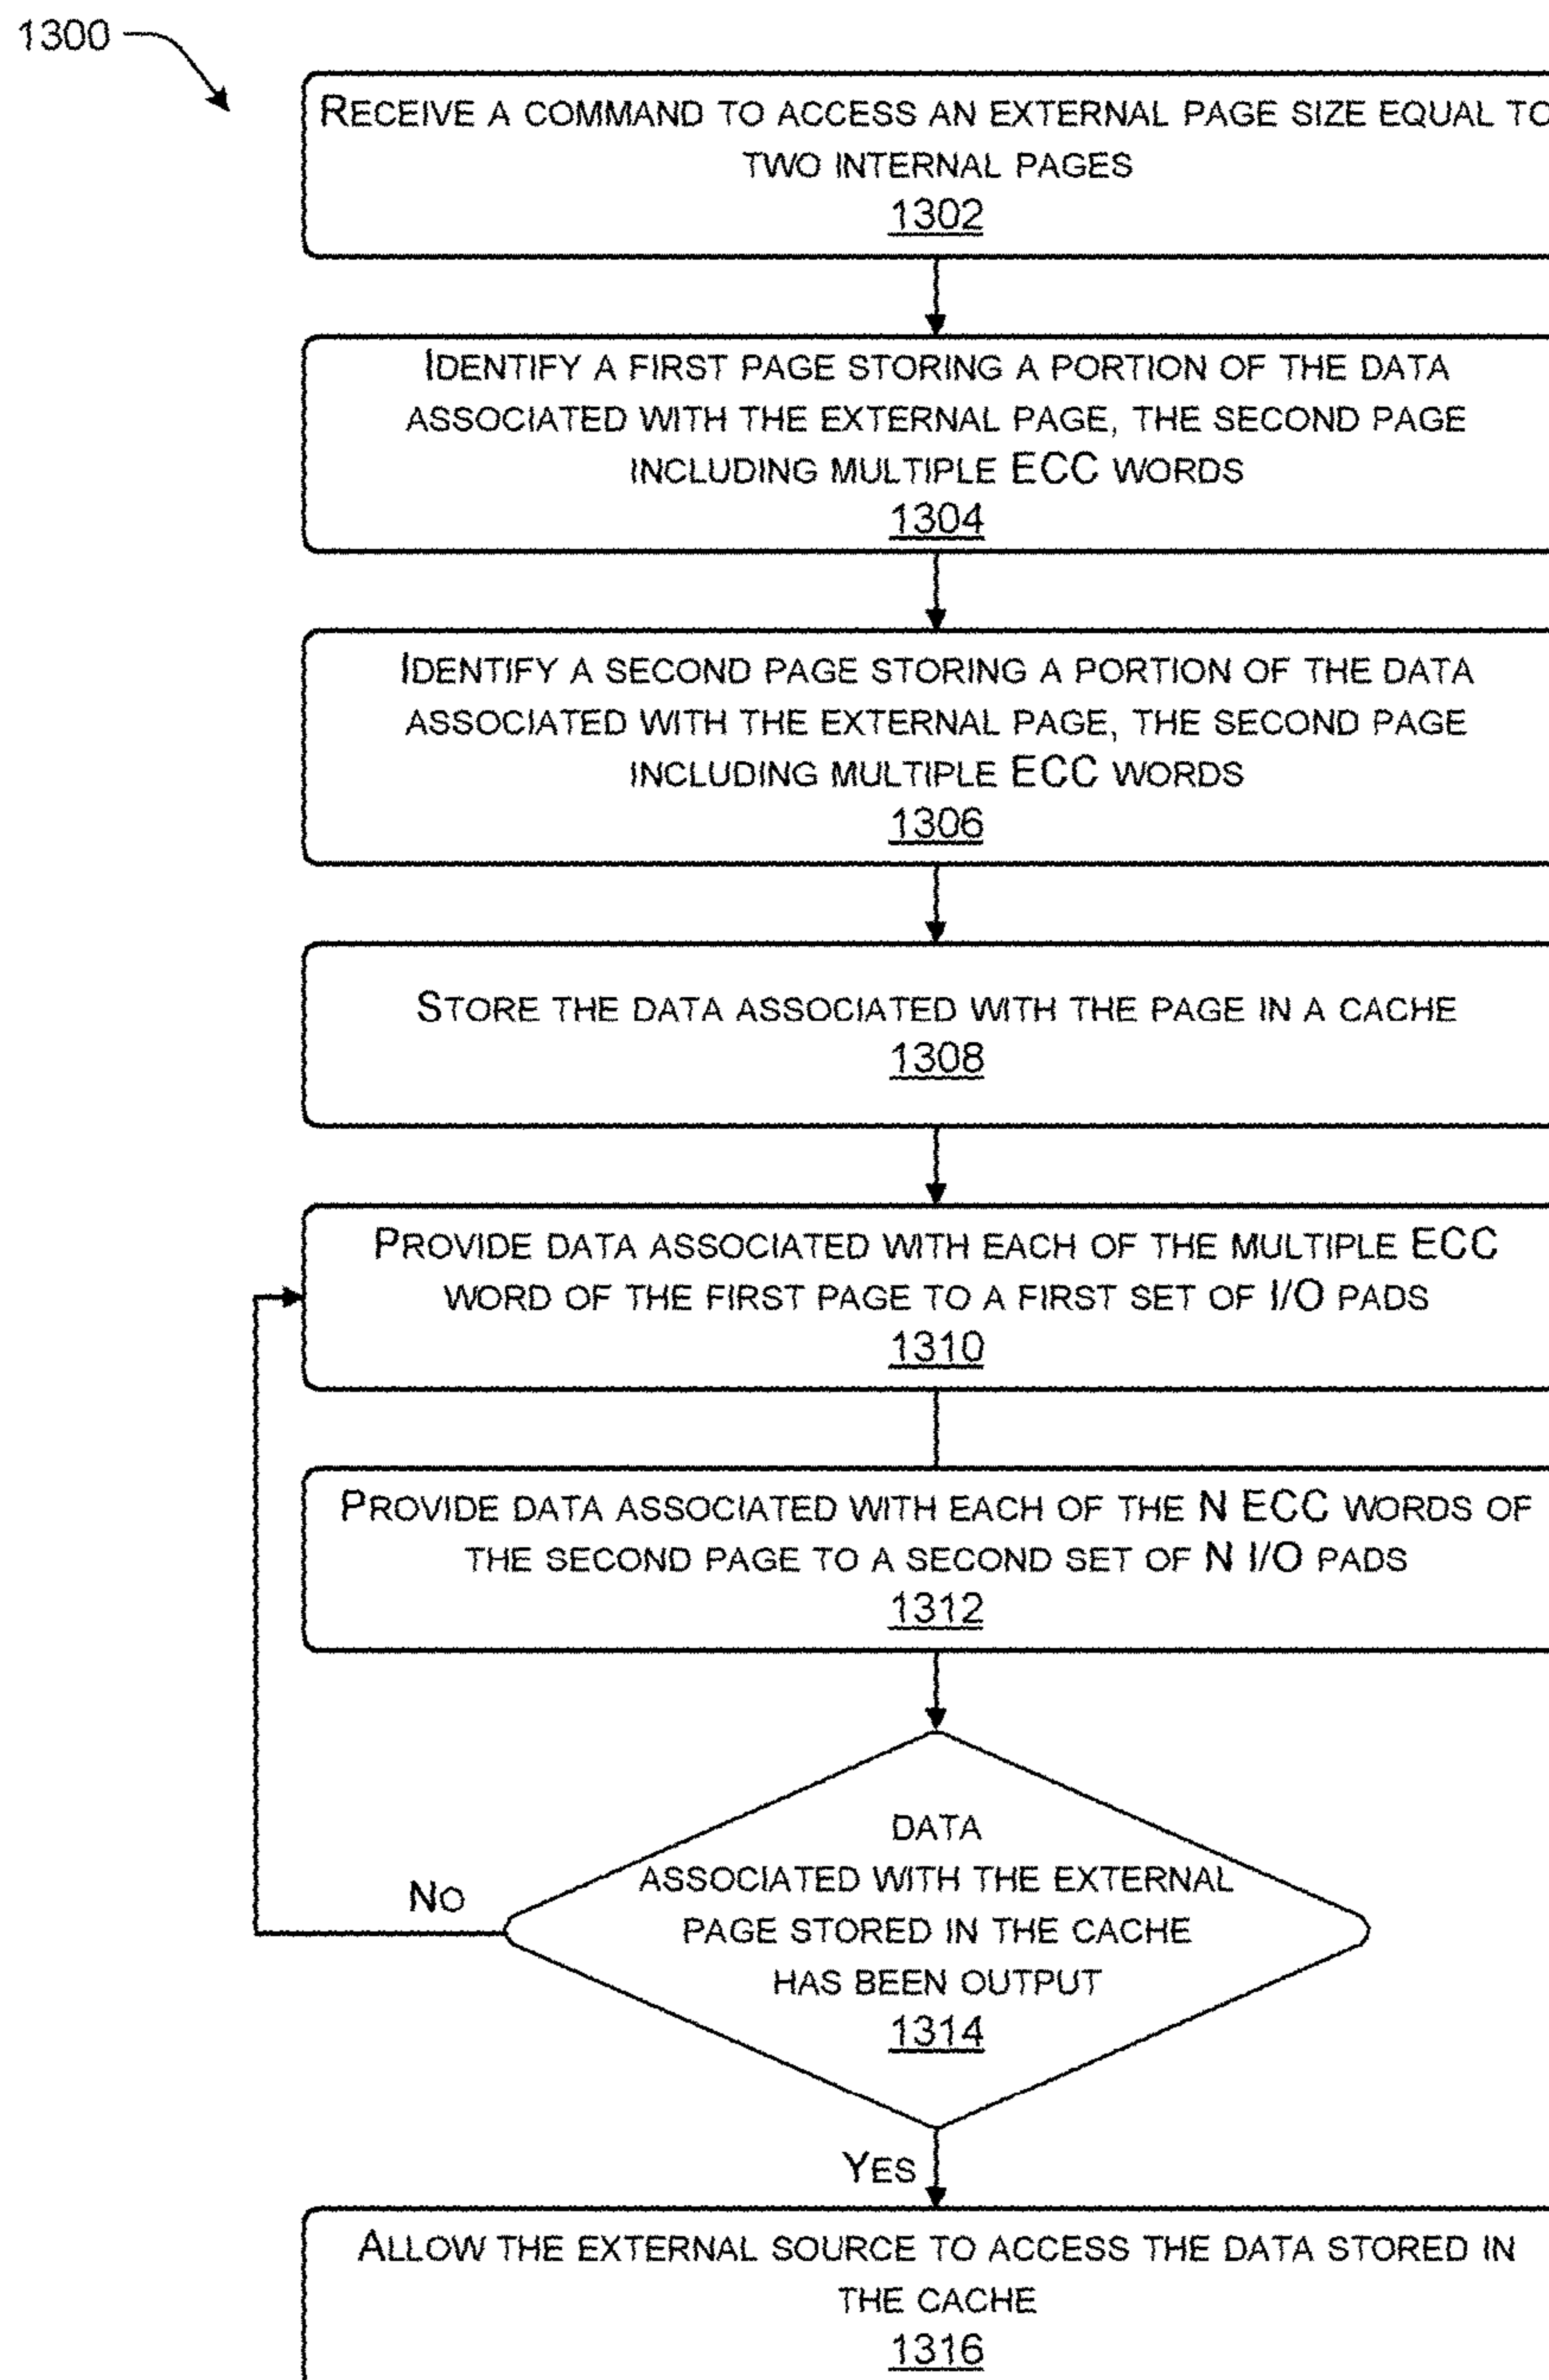 1300
RECEIVE A COMMAND TO ACCESS AN EXTERNAL PAGE SIZE EQUAL TO
TWO INTERNAL PAGES
1302
IDENTIFY A FIRST PAGE STORING A PORTION OF THE DATA
ASSOCIATED WITH THE EXTERNAL PAGE, THE SECOND PAGE
INCLUDING MULTIPLE ECC WORDS
1304
IDENTIFY A SECOND PAGE STORING A PORTION OF THE DATA
ASSOCIATED WITH THE EXTERNAL PAGE, THE SECOND PAGE
INCLUDING MULTIPLE ECC WORDS
1306
STORE THE DATA ASSOCIATED WITH THE PAGE IN A CACHE
1308
PROVIDE DATA ASSOCIATED WITH EACH OF THE MULTIPLE ECC
WORD OF THE FIRST PAGE TO A FIRST SET OF I/O PADS
1310
PROVIDE DATA ASSOCIATED WITH EACH OF THE N ECC WORDS OF
THE SECOND PAGE TO A SECOND SET OF N I/O PADS
1312
DATA
ASSOCIATED WITH THE EXTERNAL
PAGE STORED IN THE CACHE
HAS BEEN OUTPUT
1314
NO
YES
ALLOW THE EXTERNAL SOURCE TO ACCESS THE DATA STORED IN
THE CACHE
1316